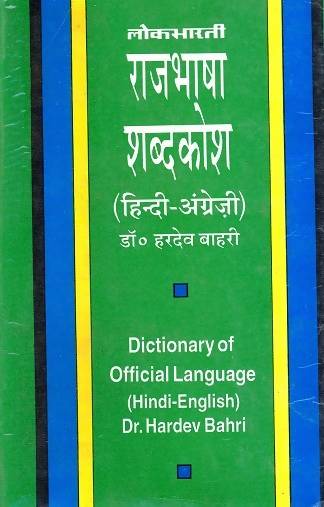 लोकभारती
राजभाषा
शब्दकोश
(हिन्दी-अंग्रेज़ी)
डॉ० हरदेव बाहरी
Dictionary of
Official Language
(Hindi-English)
Dr. Hardev Bahri